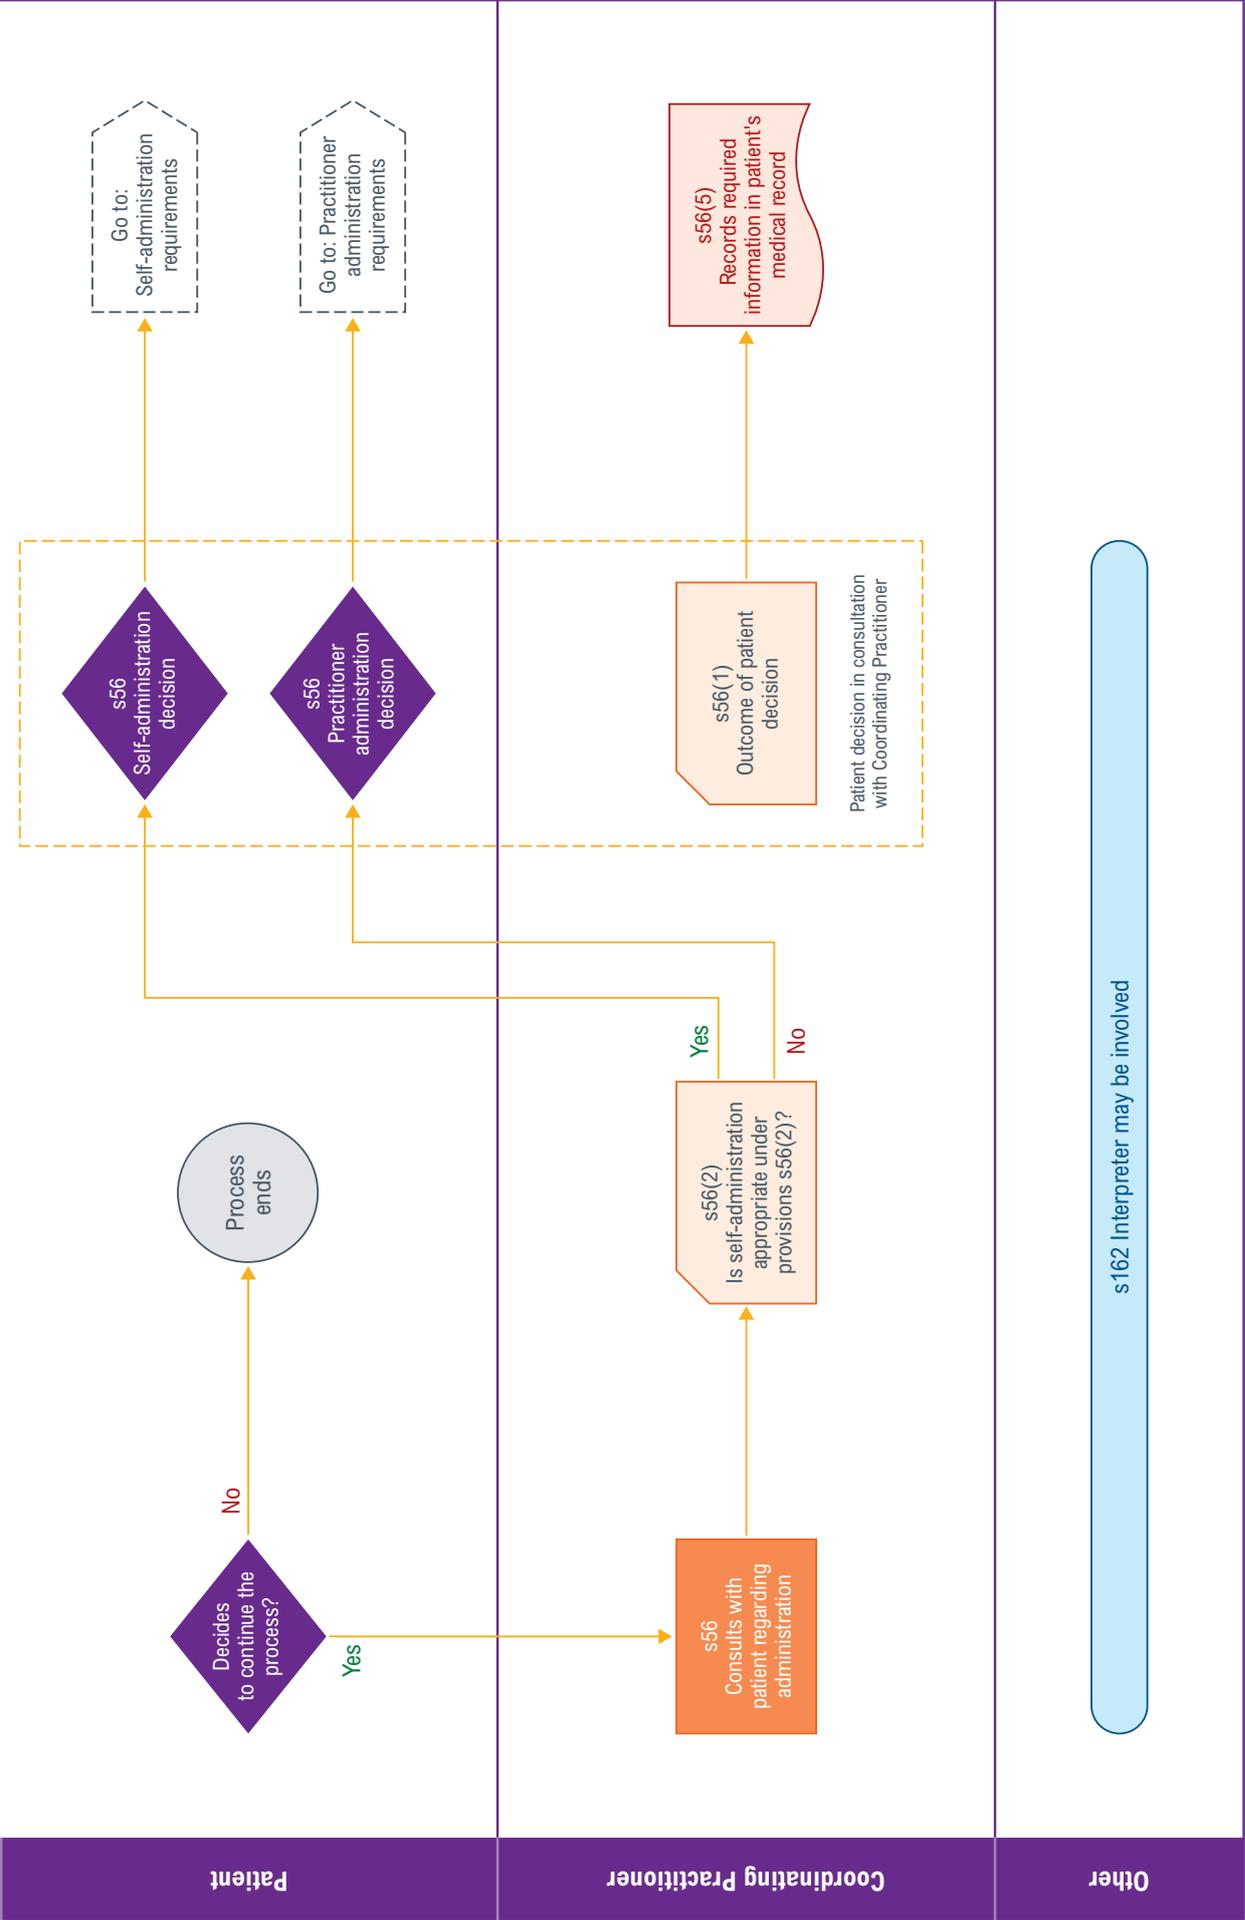 Patient
Decides
to continue the
process?
No
Yes
Process
ends
s56
Self-administration
decision
Go to:
Self-administration
requirements
s56
Practitioner
administration
decision
Go to: Practitioner
administration
requirements
Coordinating Practitioner
s56
Consults with
patient regarding
administration
s56(2)
Is self-administration
appropriate under
provisions s56(2)?
Yes
No
s56(1)
Outcome of patient
decision
Patient decision in consultation
with Coordinating Practitioner
s56(5)
Records required
information in patient's
medical record
Other
s162 Interpreter may be involved